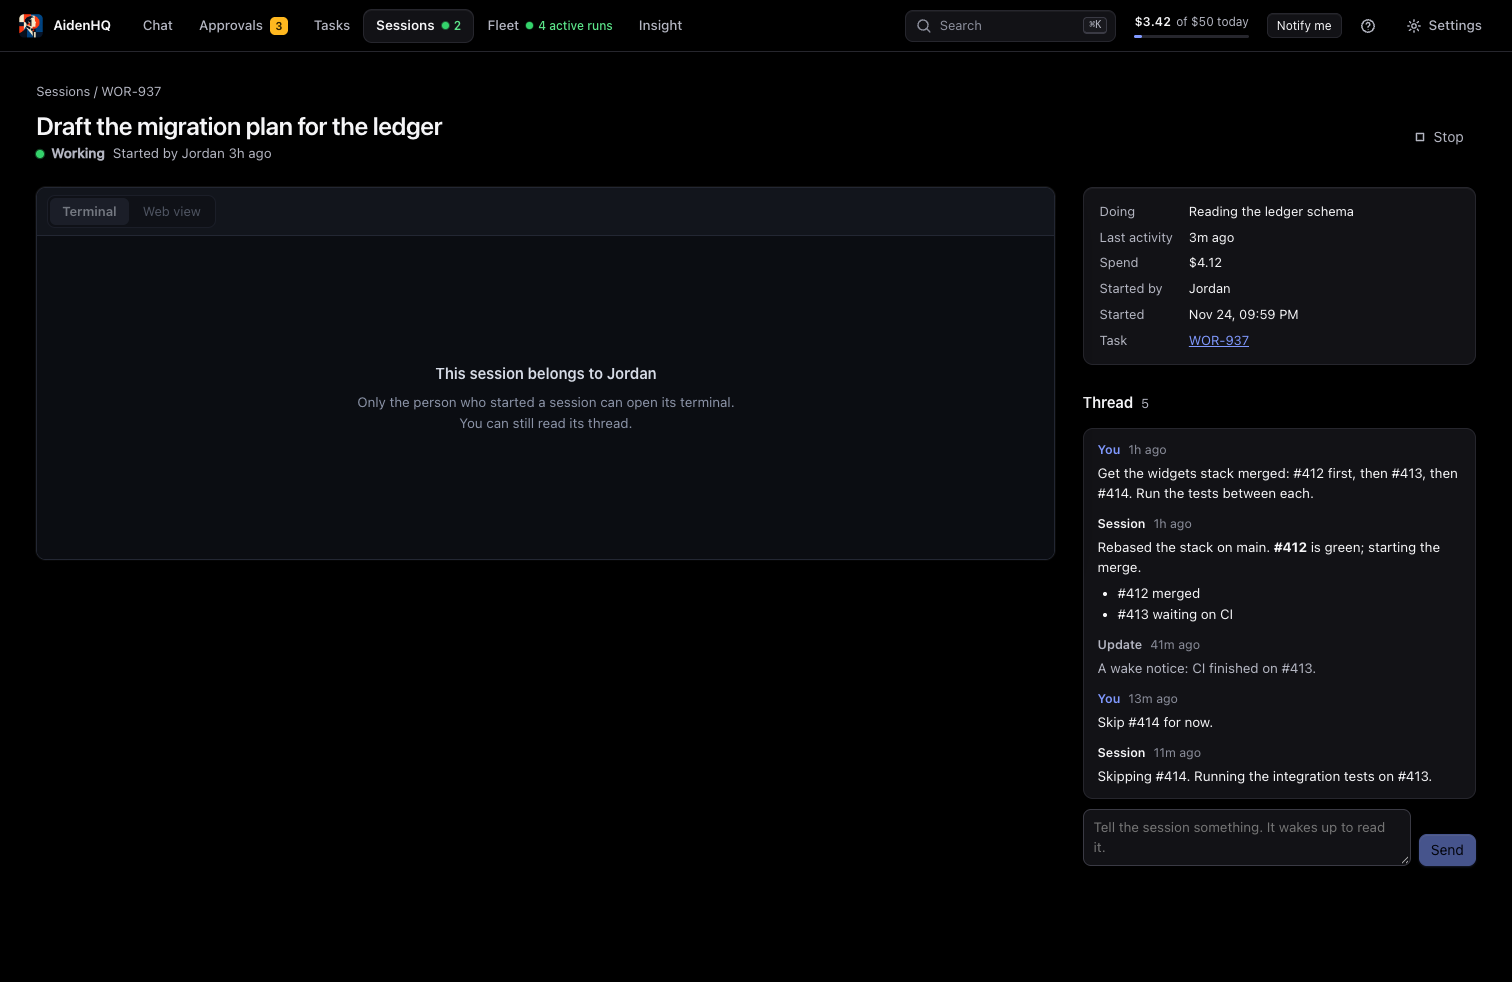 AidenHQ
Chat
Approvals 3
Tasks
Sessions 2
Fleet 4 active runs
Insight
Search ⌘K
$3.42 of $50 today
Notify me
Settings
Sessions / WOR-937
Draft the migration plan for the ledger
Working Started by Jordan 3h ago
Stop
Terminal Web view
This session belongs to Jordan
Only the person who started a session can open its terminal.
You can still read its thread.
Doing Reading the ledger schema
Last activity 3m ago
Spend $4.12
Started by Jordan
Started Nov 24, 09:59 PM
Task WOR-937
Thread 5
You 1h ago
Get the widgets stack merged: #412 first, then #413, then
#414. Run the tests between each.
Session 1h ago
Rebased the stack on main. #412 is green; starting the
merge.
• #412 merged
• #413 waiting on CI
Update 41m ago
A wake notice: CI finished on #413.
You 13m ago
Skip #414 for now.
Session 11m ago
Skipping #414. Running the integration tests on #413.
Tell the session something. It wakes up to read
it.
Send